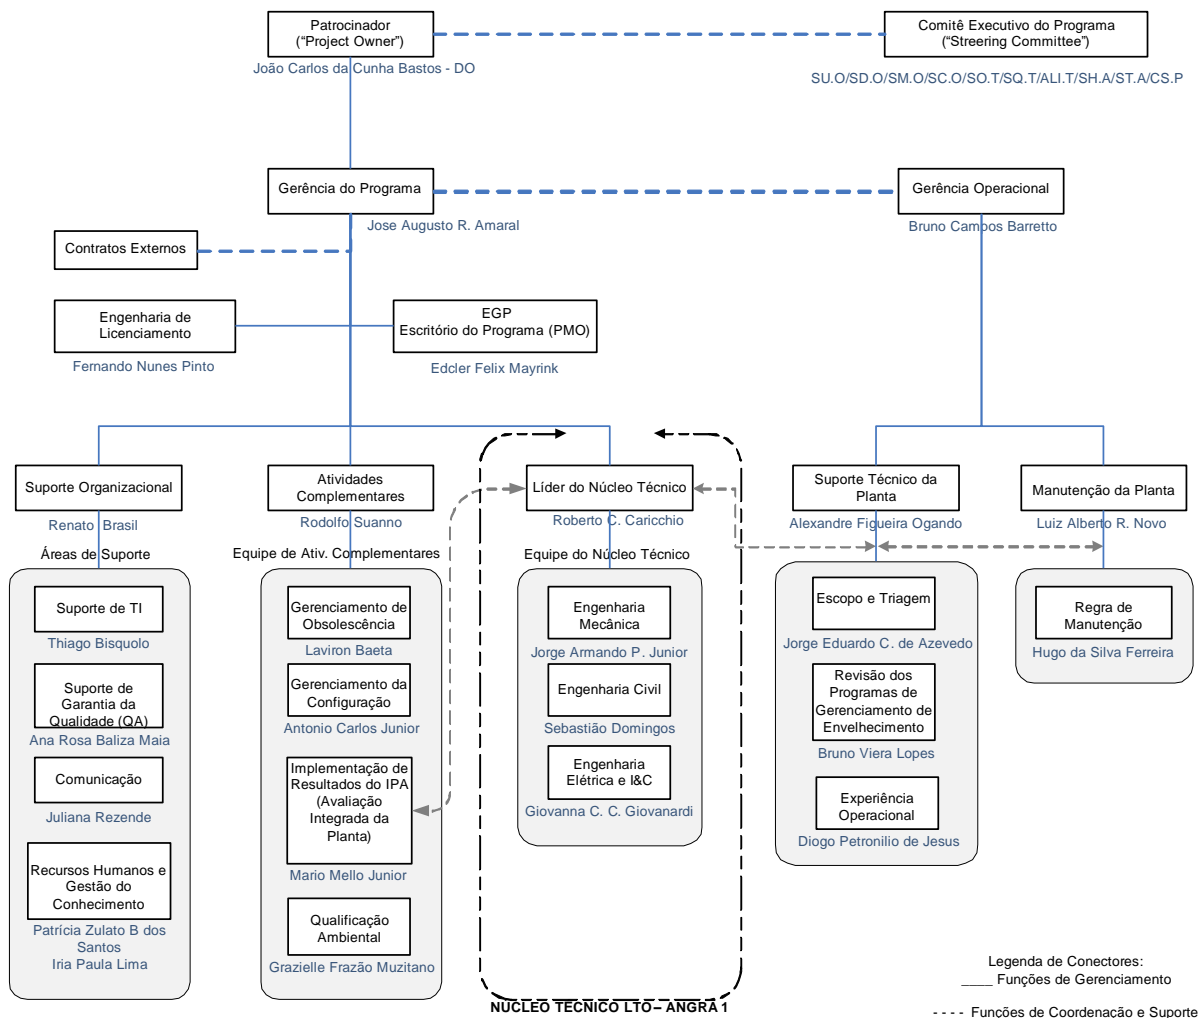 Patrocinador
(“Project Owner”)
João Carlos da Cunha Bastos - DO
Comitê Executivo do Programa
(“Streering Committee”)
SU.O/SD.O/SM.O/SC.O/SO.T/SQ.T/ALI.T/SH.A/ST.A/CS.P
Gerência do Programa
Jose Augusto R. Amaral
Gerência Operacional
Bruno Campos Barretto
Contratos Externos
Engenharia de
Licenciamento
Fernando Nunes Pinto
EGP
Escritório do Programa (PMO)
Edcler Felix Mayrink
Suporte Organizacional
Renato Brasil
Áreas de Suporte
Suporte de TI
Thiago Bisquolo
Suporte de
Garantia da
Qualidade (QA)
Ana Rosa Baliza Maia
Comunicação
Juliana Rezende
Recursos Humanos e
Gestão do
Conhecimento
Patrícia Zulato B dos
Santos
Iria Paula Lima
Atividades
Complementares
Rodolfo Suanno
Equipe de Ativ. Complementares
Gerenciamento de
Obsolescência
Laviron Baeta
Gerenciamento da
Configuração
Antonio Carlos Junior
Implementação de
Resultados do IPA
(Avaliação
Integrada da
Planta)
Mario Mello Junior
Qualificação
Ambiental
Grazielle Frazão Muzitano
Líder do Núcleo Técnico
Roberto C. Caricchio
Equipe do Núcleo Técnico
Engenharia
Mecânica
Jorge Armando P. Junior
Engenharia Civil
Sebastião Domingos
Engenharia
Elétrica e I&C
Giovanna C. C. Giovanardi
NÚCLEO TÉCNICO LTO – ANGRA 1
Suporte Técnico da
Planta
Alexandre Figueira Ogando
Escopo e Triagem
Jorge Eduardo C. de Azevedo
Revisão dos
Programas de
Gerenciamento de
Envelhecimento
Bruno Viera Lopes
Experiência
Operacional
Diogo Petronilio de Jesus
Manutenção da Planta
Luiz Alberto R. Novo
Regra de
Manutenção
Hugo da Silva Ferreira
Legenda de Conectores:
____ Funções de Gerenciamento
- - - - Funções de Coordenação e Suporte